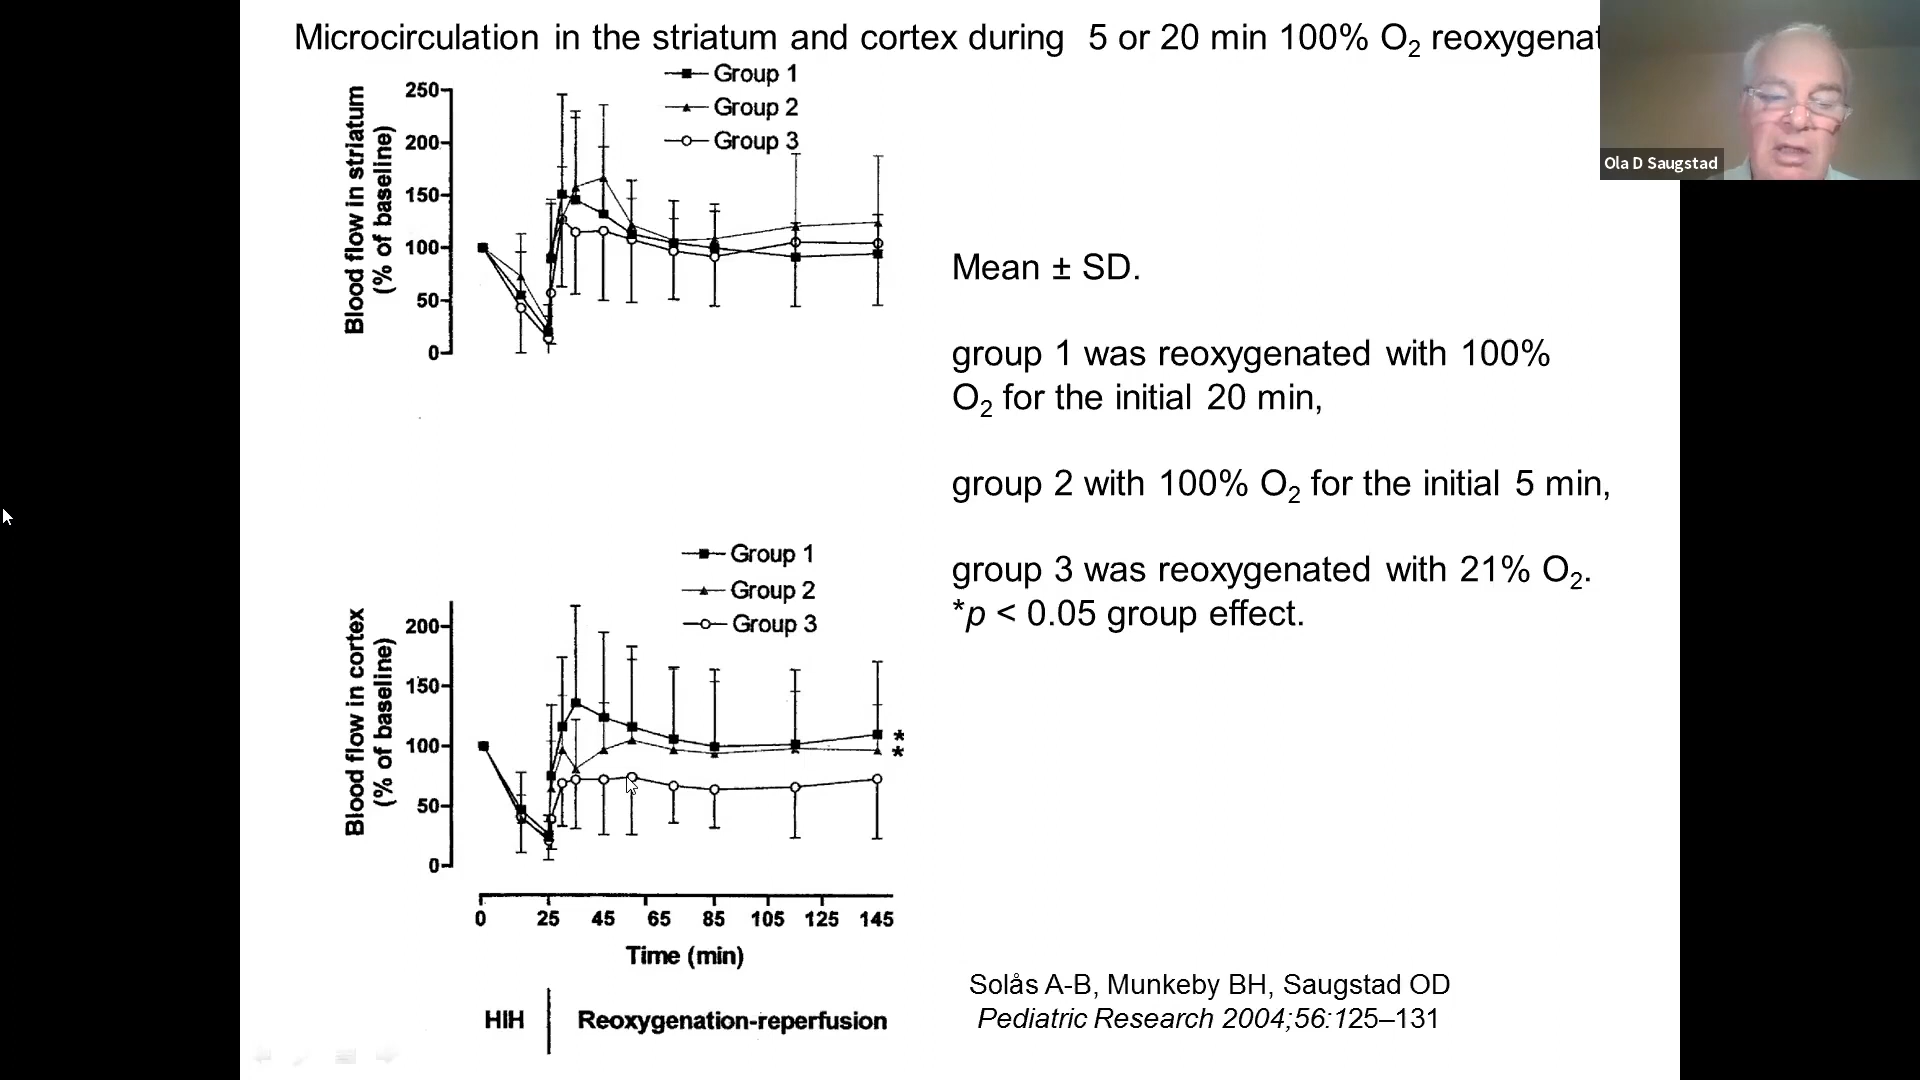 Microcirculation in the striatum and cortex during 5 or 20 min 100% O₂ reoxygenat
Ola D Saugstad
Group 1
Group 2
Group 3
Blood flow in striatum
(% of baseline)
250
200
150
100
50
0
Mean ± SD.
group 1 was reoxygenated with 100%
O₂ for the initial 20 min,
group 2 with 100% O₂ for the initial 5 min,
group 3 was reoxygenated with 21% O₂.
*p < 0.05 group effect.
Group 1
Group 2
Group 3
Blood flow in cortex
(% of baseline)
200
150
100
50
0
*
*
0 25 45 65 85 105 125 145
Time (min)
HIH Reoxygenation-reperfusion
Solås A-B, Munkeby BH, Saugstad OD
Pediatric Research 2004;56:125–131